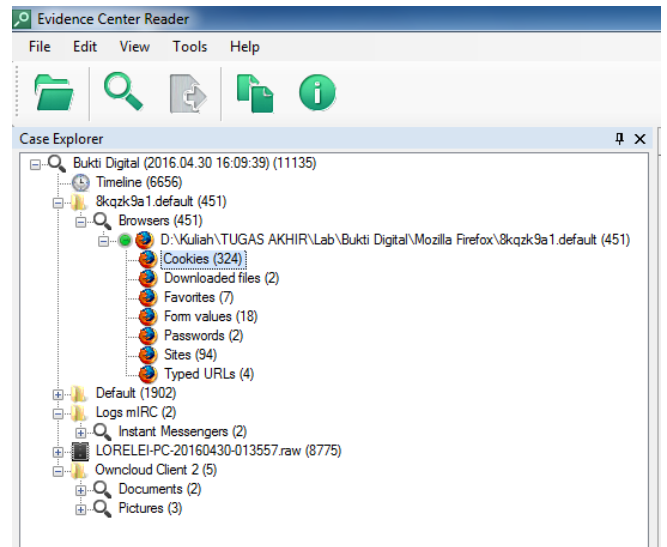 Evidence Center Reader
File Edit View Tools Help
Case Explorer
Bukti Digital (2016.04.30 16:09:39) (11135)
Timeline (6656)
8kqzk9a1.default (451)
Browsers (451)
D:\Kuliah\TUGAS AKHIR\Lab\Bukti Digital\Mozilla Firefox\8kqzk9a1.default (451)
Cookies (324)
Downloaded files (2)
Favorites (7)
Form values (18)
Passwords (2)
Sites (94)
Typed URLs (4)
Default (1902)
Logs mIRC (2)
Instant Messengers (2)
LORELEI-PC-20160430-013557.raw (8775)
Owncloud Client 2 (5)
Documents (2)
Pictures (3)